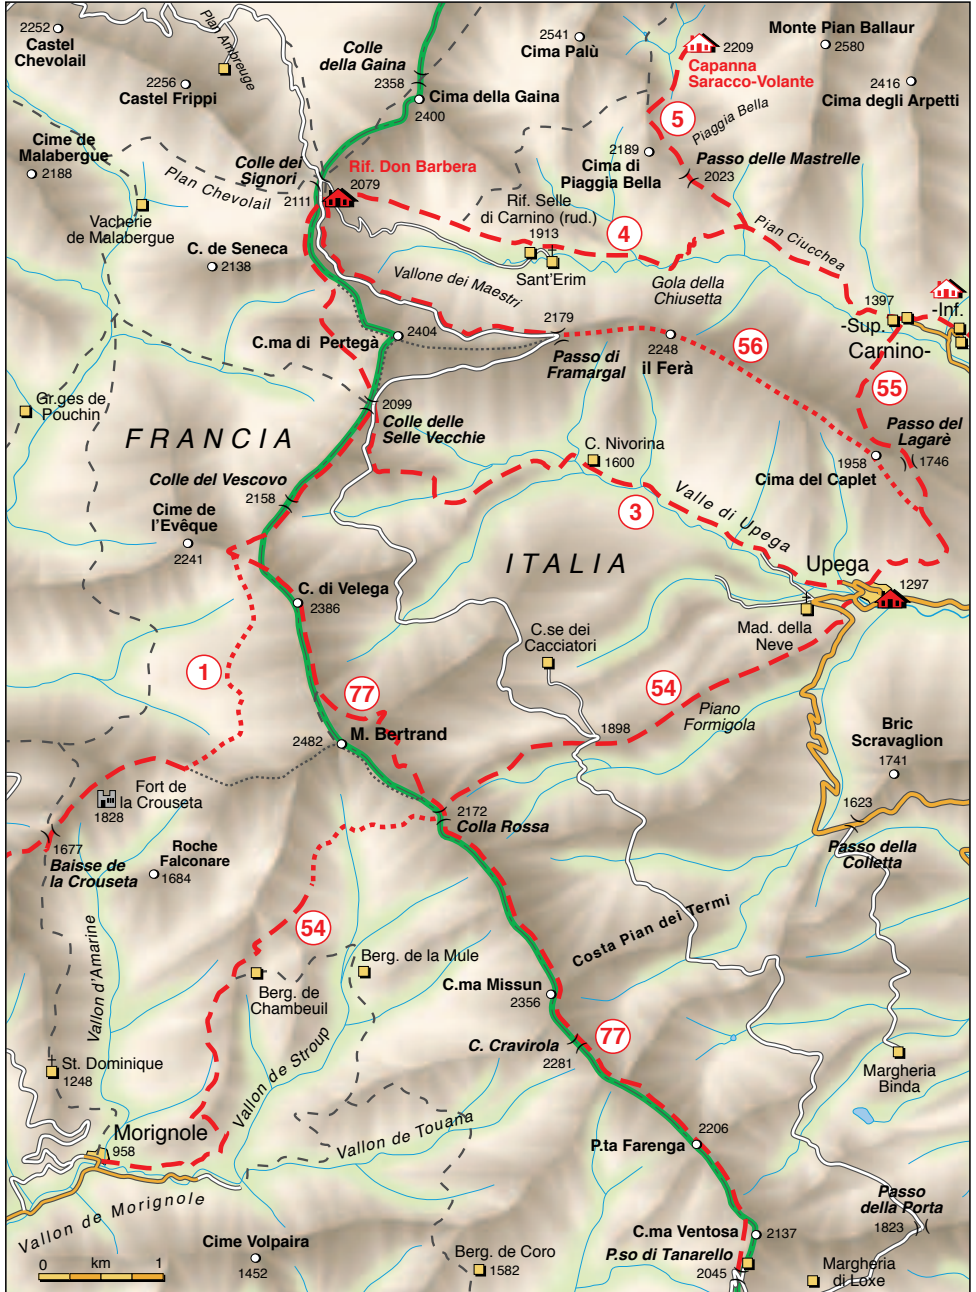 2252
Castel
Chevolail
Plan Ambreuge
2256
Castel Frippi
Colle
della Gaina
2358
Cima della Gaina
2400
2541
Cima Palù
2209
Capanna
Saracco-Volante
Monte Pian Ballaur
2580
2416
Cima degli Arpetti
5
Piaggia Bella
Cime de
Malabergue
2188
Plan Chevolail
Colle dei
Signori
2111
Rif. Don Barbera
2079
2189
Cima di
Piaggia Bella
Passo delle Mastrelle
2023
Vacherie
de Malabergue
Rif. Selle
di Carnino (rud.)
1913
Sant'Erim
4
Pian Ciucchea
C. de Seneca
2138
Vallone dei Maestri
Gola della
Chiusetta
1397
-Sup.
-Inf.
Carnino-
2404
C.ma di Pertegà
2179
Passo di
Framargal
2248
il Ferà
56
55
Gr.ges de
Pouchin
2099
Colle delle
Selle Vecchie
FRANCIA
C. Nivorina
1600
Passo del
Lagarè
1746
1958
Cima del Caplet
Colle del Vescovo
2158
Cime de
l'Evêque
2241
3
Valle di Upega
ITALIA
Upega
1297
C. di Velega
2386
C.se dei
Cacciatori
Mad. della
Neve
1
77
54
Piano
Formigola
2482
M. Bertrand
1898
Bric
Scravaglion
1741
Fort de
la Crouseta
1828
2172
Colla Rossa
1623
Passo della
Colletta
1677
Baisse de
la Crouseta
Roche
Falconare
1684
54
Costa Pian dei Termi
Vallon d'Amarine
Berg. de la Mule
Berg. de
Chambeuil
C.ma Missun
2356
C. Cravirola
2281
77
St. Dominique
1248
Vallon de Stroup
Margheria
Binda
Morignole
958
Vallon de Touana
2206
P.ta Farenga
Vallon de Morignole
Passo
della Porta
1823
Cime Volpaira
1452
Berg. de Coro
1582
C.ma Ventosa
2137
P.so di Tanarello
2045
Margheria
di Loxe
0 km 1